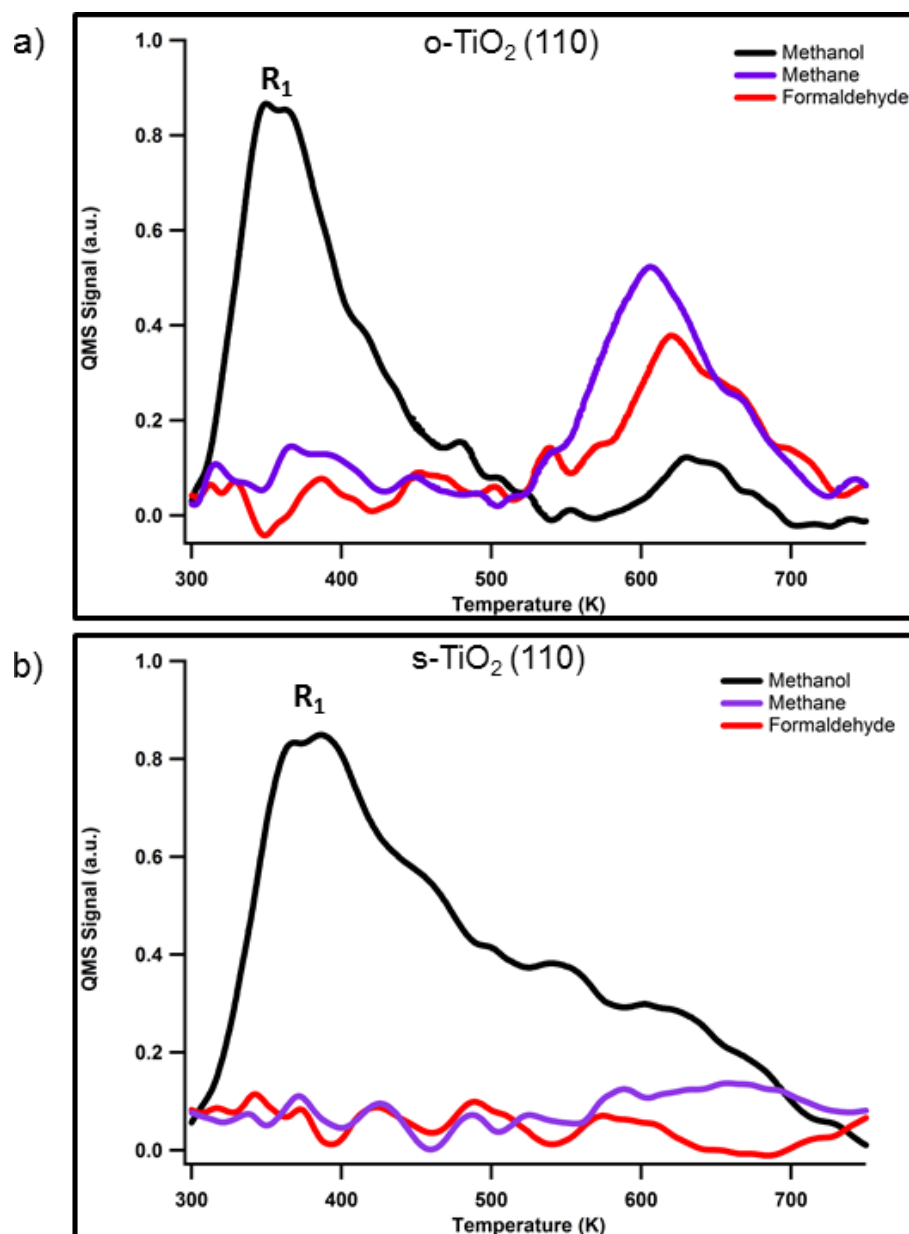 a)
o-TiO₂ (110)
R₁
Methanol
Methane
Formaldehyde
QMS Signal (a.u.)
1.0
0.8
0.6
0.4
0.2
0.0
300 400 500 600 700
Temperature (K)
b)
s-TiO₂ (110)
R₁
Methanol
Methane
Formaldehyde
QMS Signal (a.u.)
1.0
0.8
0.6
0.4
0.2
0.0
300 400 500 600 700
Temperature (K)